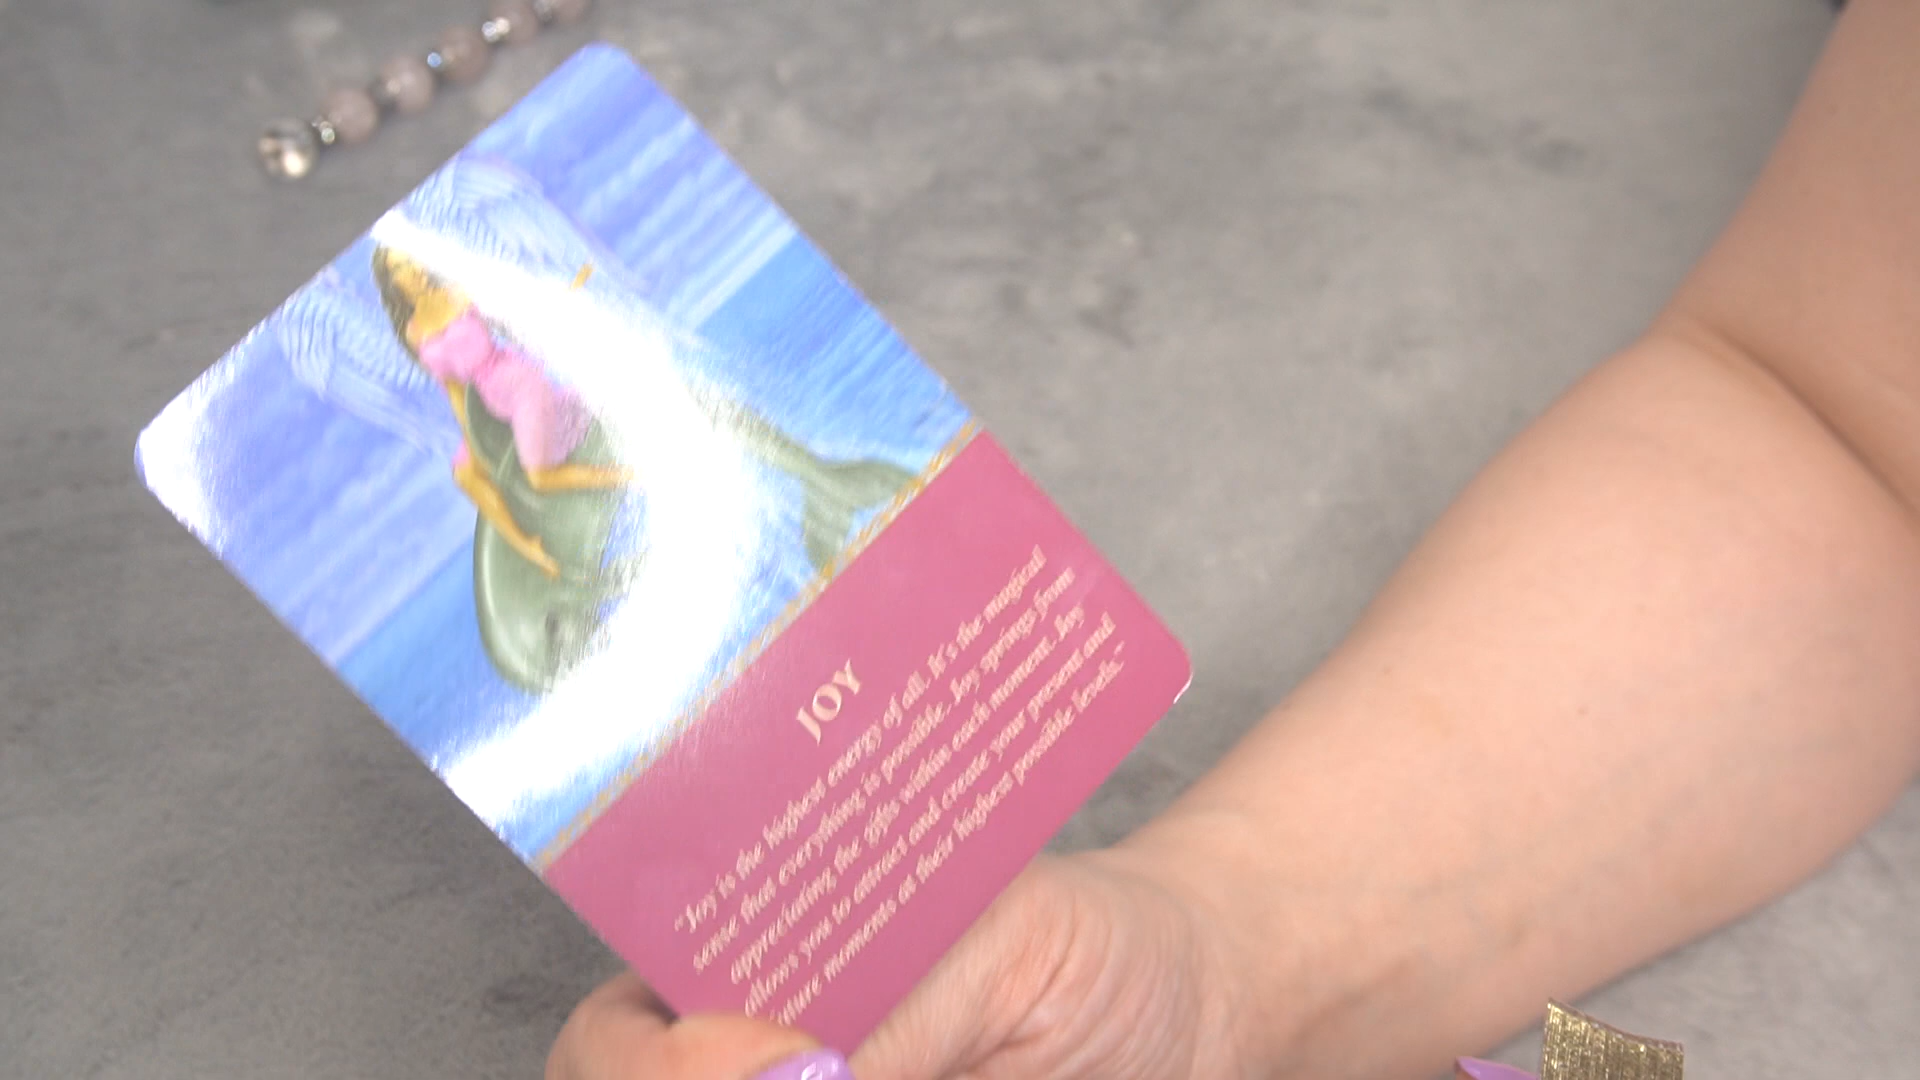 JOY
"Joy is the highest energy of all. It's the magical
sense that everything is possible. Joy springs from
appreciating the gifts within each moment. Joy
allows you to attract and create your present and
future moments at their highest possible levels."